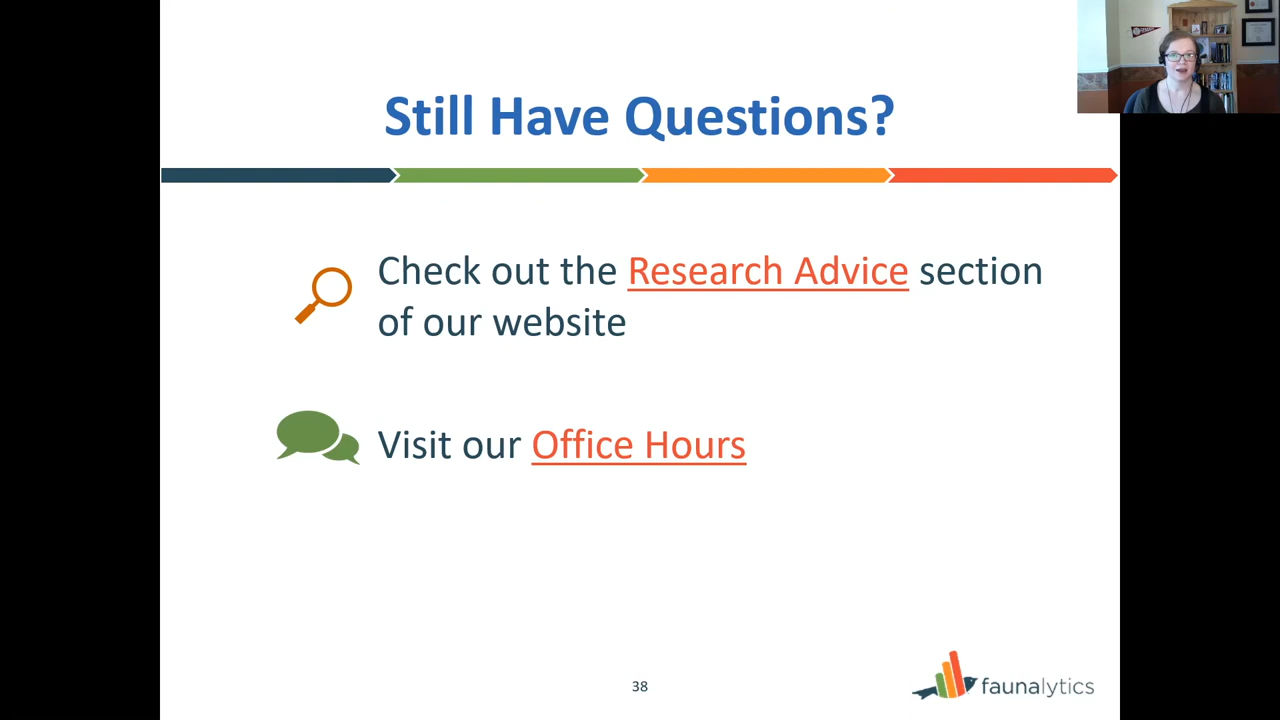 Still Have Questions?
Check out the Research Advice section
of our website
Visit our Office Hours
38
faunalytics